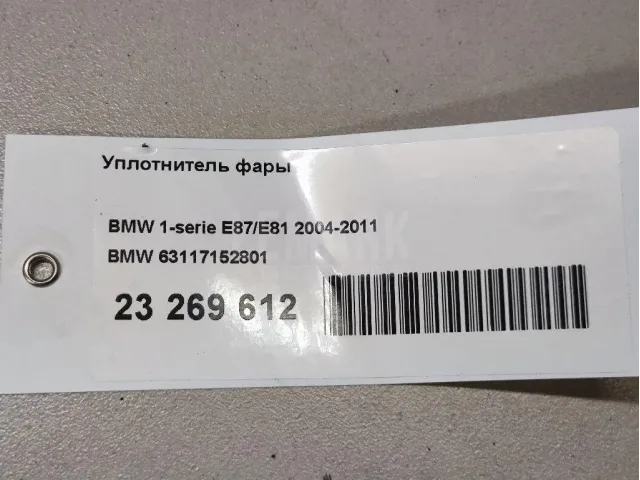 Уплотнитель фары
BMW 1-serie E87/E81 2004-2011
BMW 63117152801
23 269 612